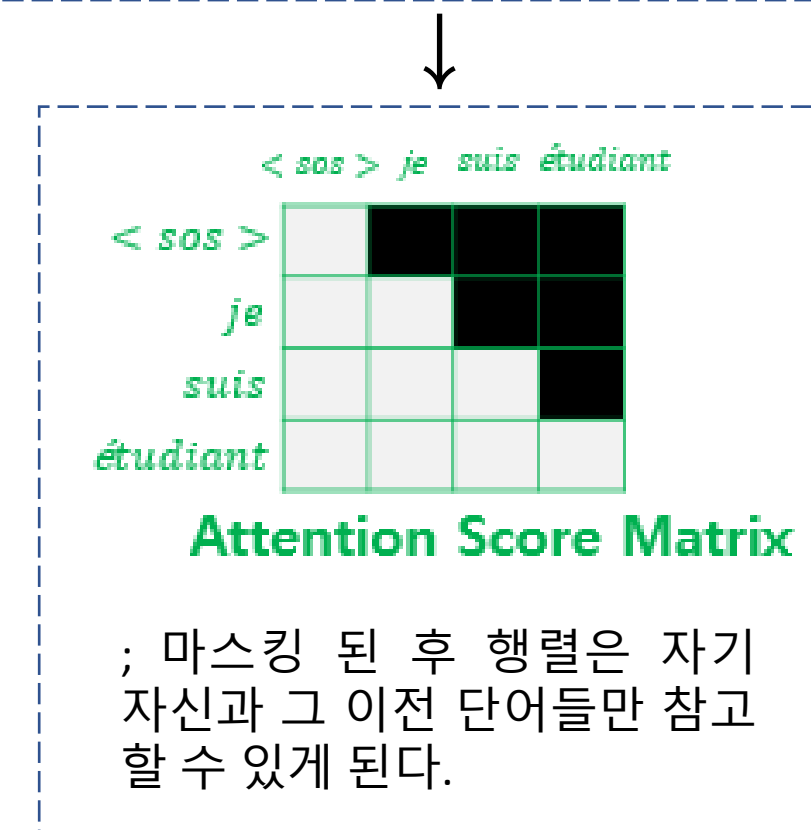 < sos > je suis étudiant
< sos >
je
suis
étudiant
Attention Score Matrix
; 마스킹 된 후 행렬은 자기
자신과 그 이전 단어들만 참고
할 수 있게 된다.